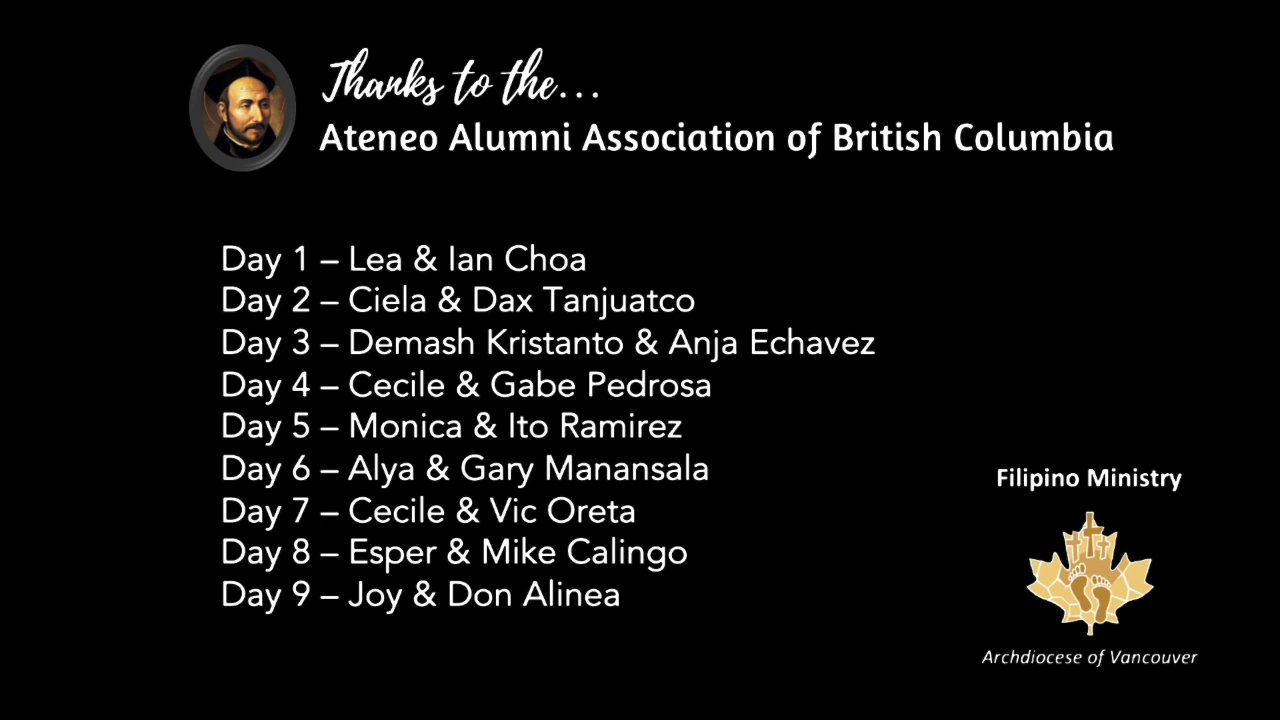 Thanks to the...
Ateneo Alumni Association of British Columbia
Day 1 – Lea & Ian Choa
Day 2 – Ciela & Dax Tanjuatco
Day 3 – Demash Kristanto & Anja Echavez
Day 4 – Cecile & Gabe Pedrosa
Day 5 – Monica & Ito Ramirez
Day 6 – Alya & Gary Manansala
Day 7 – Cecile & Vic Oreta
Day 8 – Esper & Mike Calingo
Day 9 – Joy & Don Alinea
Filipino Ministry
Archdiocese of Vancouver